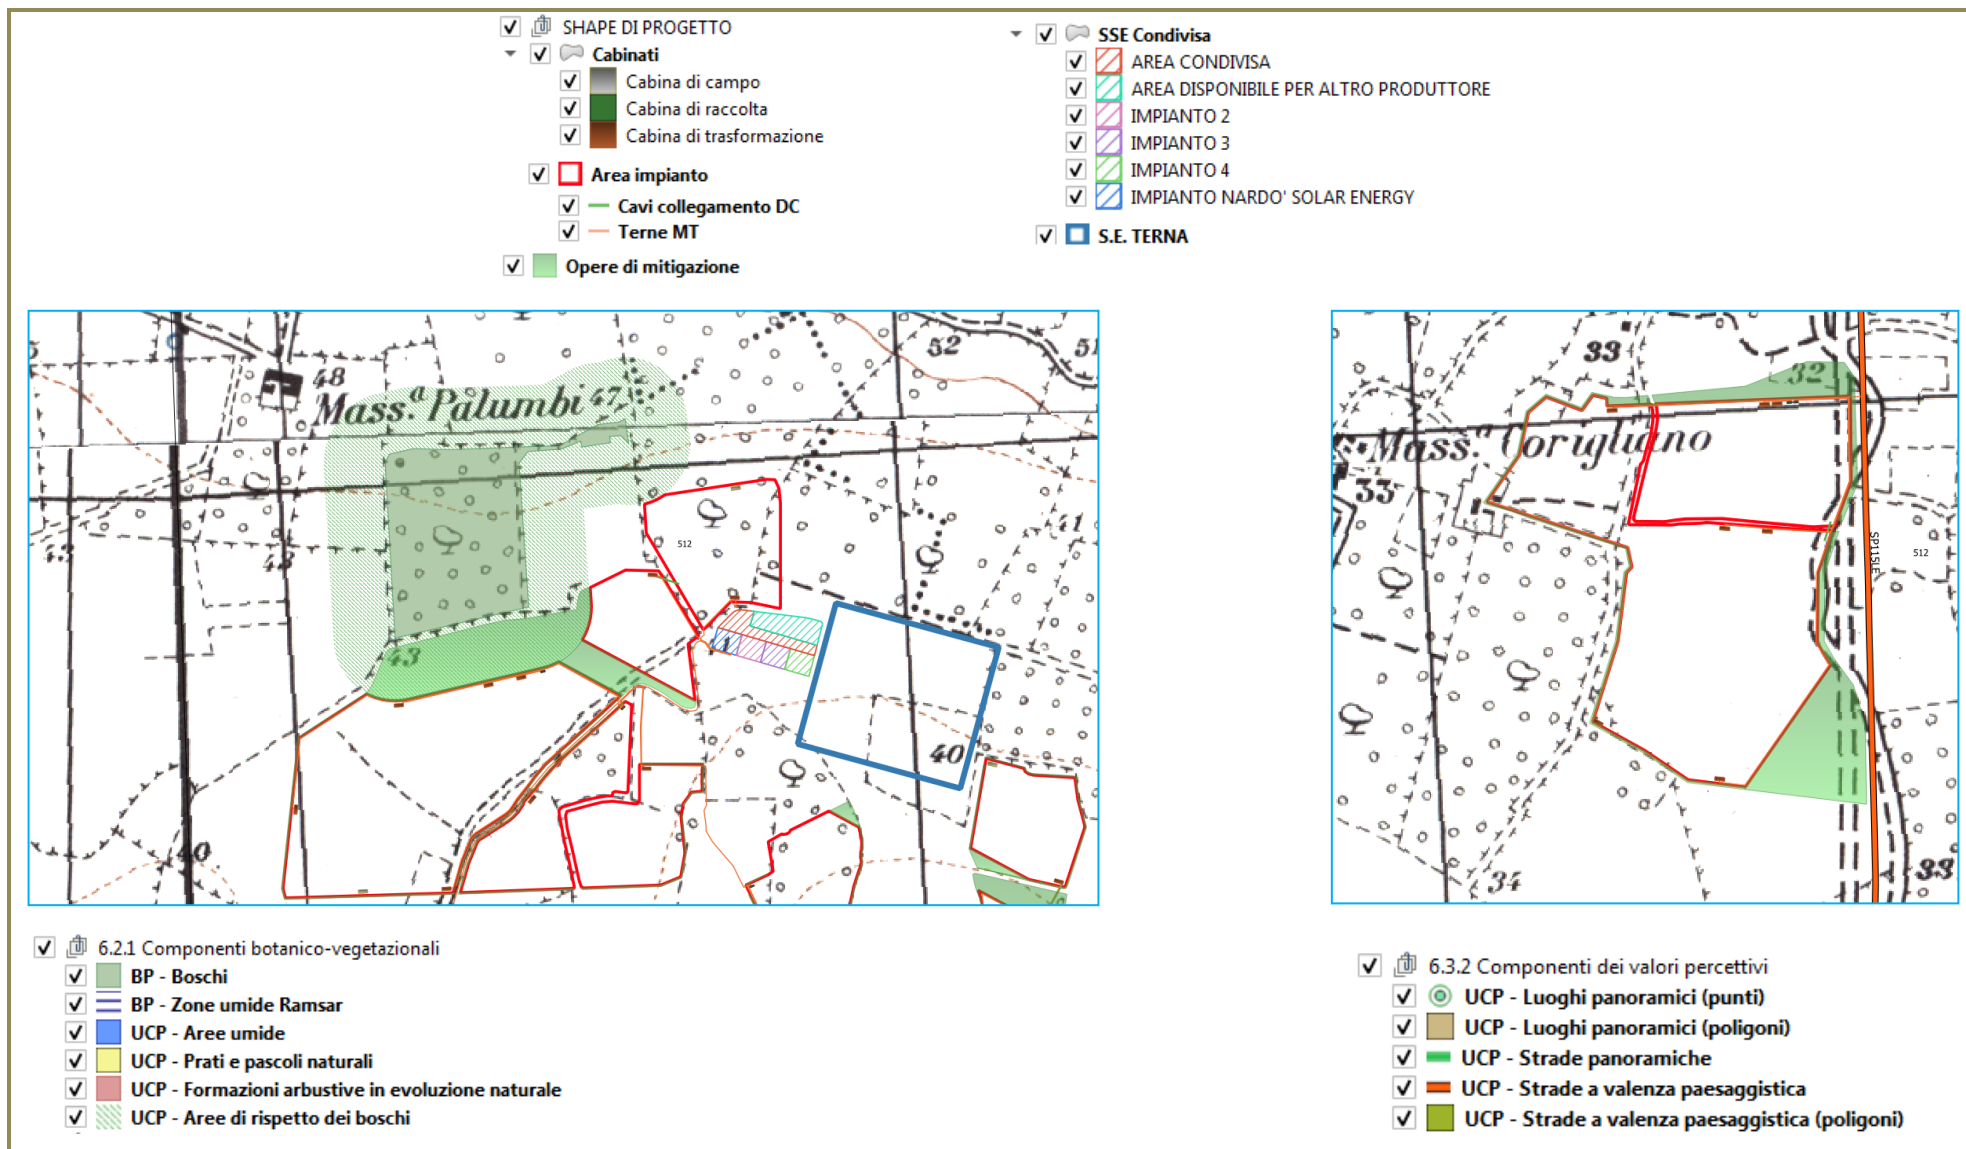 SHAPE DI PROGETTO
Cabinati
Cabina di campo
Cabina di raccolta
Cabina di trasformazione
Area impianto
Cavi collegamento DC
Terne MT
Opere di mitigazione
SSE Condivisa
AREA CONDIVISA
AREA DISPONIBILE PER ALTRO PRODUTTORE
IMPIANTO 2
IMPIANTO 3
IMPIANTO 4
IMPIANTO NARDO' SOLAR ENERGY
S.E. TERNA
52
51
48
Mass.a Palumbi 47
41
512
43
40
40
33
32
Mass.a Corigliano
33
SP115LE
512
34
33
6.2.1 Componenti botanico-vegetazionali
BP - Boschi
BP - Zone umide Ramsar
UCP - Aree umide
UCP - Prati e pascoli naturali
UCP - Formazioni arbustive in evoluzione naturale
UCP - Aree di rispetto dei boschi
6.3.2 Componenti dei valori percettivi
UCP - Luoghi panoramici (punti)
UCP - Luoghi panoramici (poligoni)
UCP - Strade panoramiche
UCP - Strade a valenza paesaggistica
UCP - Strade a valenza paesaggistica (poligoni)